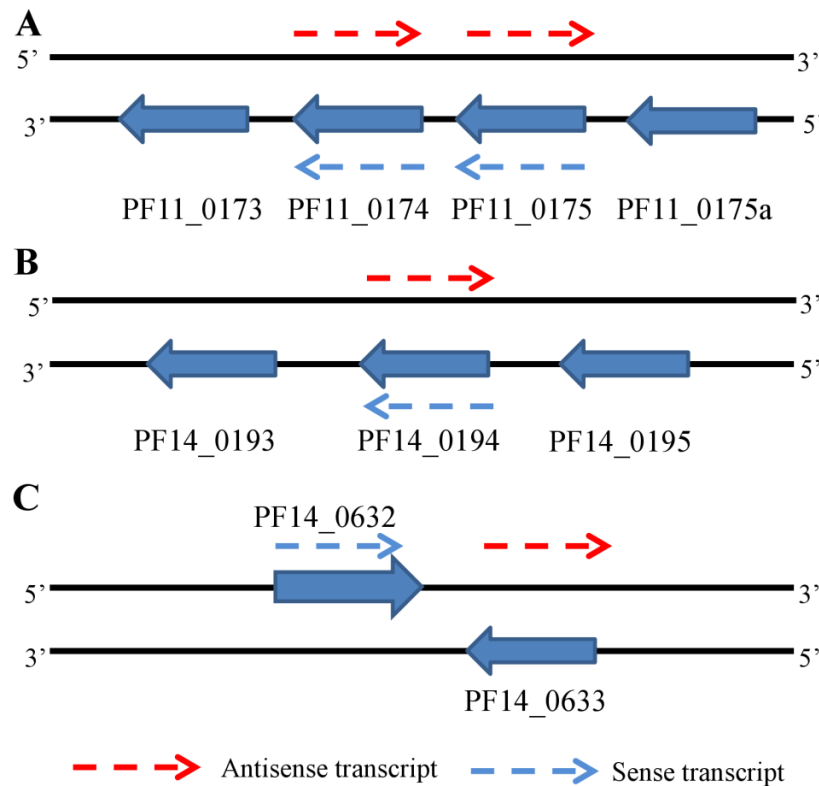 A
5’ 3’
3’ 5’
PF11_0173 PF11_0174 PF11_0175 PF11_0175a
B
5’ 3’
3’ 5’
PF14_0193 PF14_0194 PF14_0195
C
PF14_0632
5’ 3’
3’ 5’
PF14_0633
Antisense transcript Sense transcript